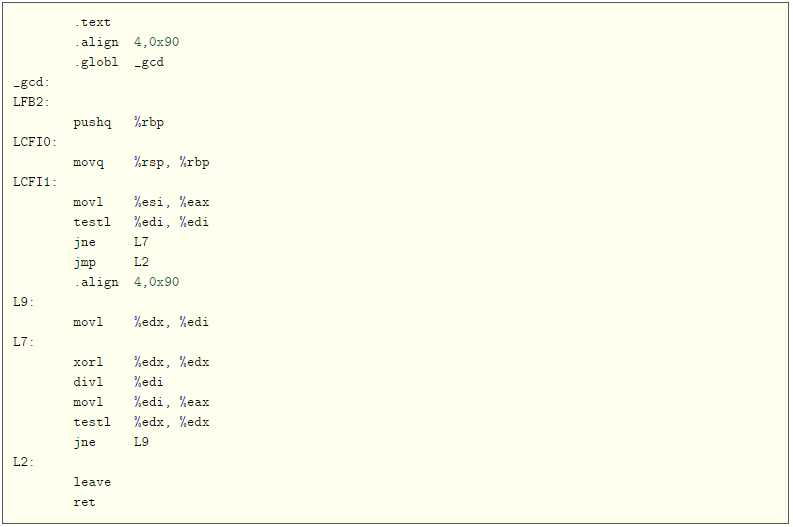 .text
.align 4,0x90
.globl _gcd
_gcd:
LFB2:
pushq %rbp
LCFI0:
movq %rsp, %rbp
LCFI1:
movl %esi, %eax
testl %edi, %edi
jne L7
jmp L2
.align 4,0x90
L9:
movl %edx, %edi
L7:
xorl %edx, %edx
divl %edi
movl %edi, %eax
testl %edx, %edx
jne L9
L2:
leave
ret